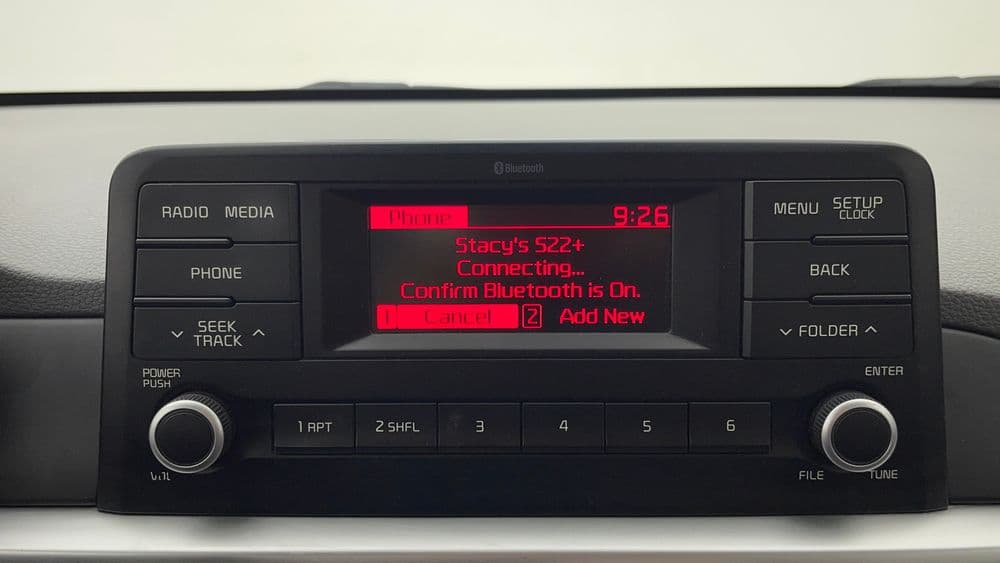 Bluetooth
RADIO MEDIA
PHONE
SEEK
TRACK
Phone 9:26
Stacy's S22+
Connecting...
Confirm Bluetooth is On.
1 Cancel 2 Add New
MENU SETUP
CLOCK
BACK
FOLDER
POWER
PUSH
VOL
1 RPT 2 SHFL 3 4 5 6
ENTER
FILE TUNE